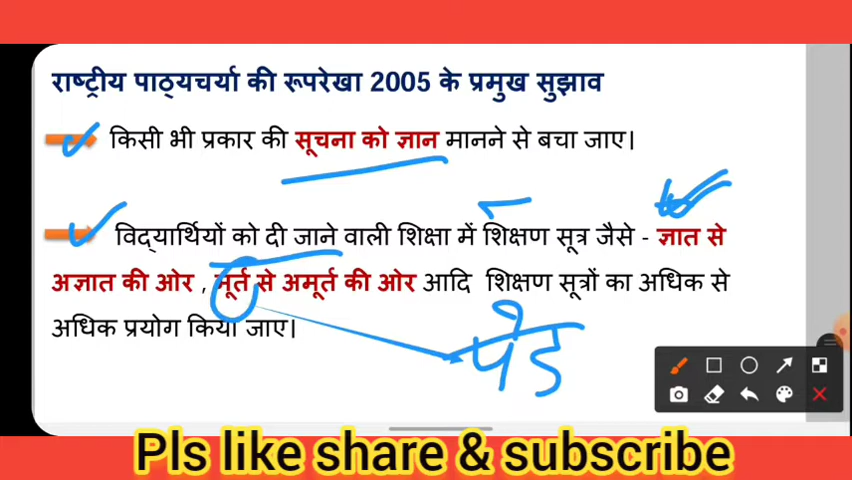 राष्ट्रीय पाठ्यचर्या की रूपरेखा 2005 के प्रमुख सुझाव
किसी भी प्रकार की सूचना को ज्ञान मानने से बचा जाए।
विद्यार्थियों को दी जाने वाली शिक्षा में शिक्षण सूत्र जैसे - ज्ञात से
अज्ञात की ओर , मूर्त से अमूर्त की ओर आदि शिक्षण सूत्रों का अधिक से
अधिक प्रयोग किया जाए।
पेड
Pls like share & subscribe